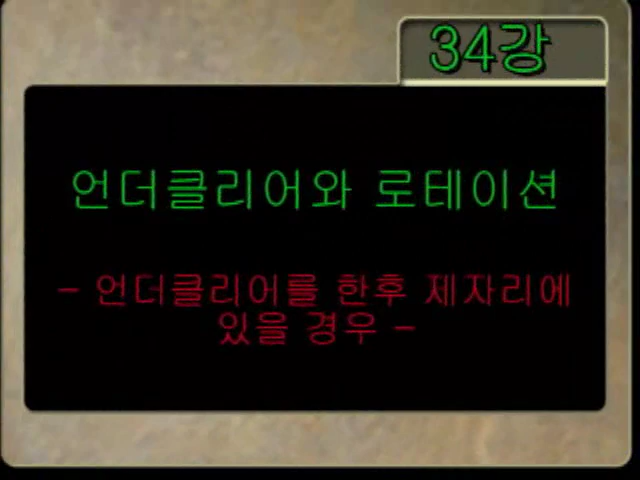 34강
언더클리어와 로테이션
- 언더클리어를 한후 제자리에
있을 경우 -